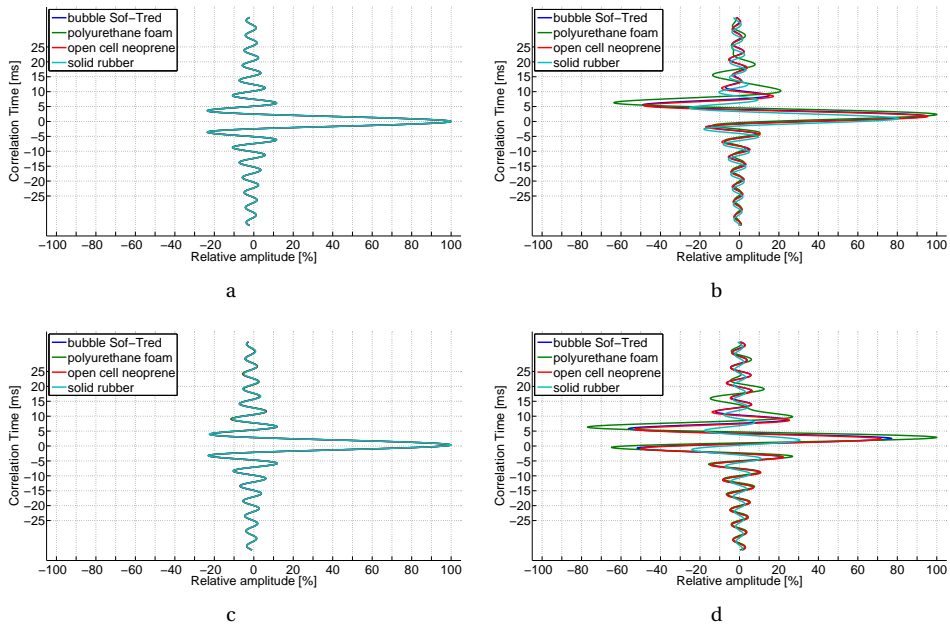 bubble Sof−Tred
polyurethane foam
open cell neoprene
solid rubber
25
20
15
10
5
0
−5
−10
−15
−20
−25
Correlation Time [ms]
−100 −80 −60 −40 −20 0 20 40 60 80 100
Relative amplitude [%]
a
bubble Sof−Tred
polyurethane foam
open cell neoprene
solid rubber
25
20
15
10
5
0
−5
−10
−15
−20
−25
Correlation Time [ms]
−100 −80 −60 −40 −20 0 20 40 60 80 100
Relative amplitude [%]
b
bubble Sof−Tred
polyurethane foam
open cell neoprene
solid rubber
25
20
15
10
5
0
−5
−10
−15
−20
−25
Correlation Time [ms]
−100 −80 −60 −40 −20 0 20 40 60 80 100
Relative amplitude [%]
c
bubble Sof−Tred
polyurethane foam
open cell neoprene
solid rubber
25
20
15
10
5
0
−5
−10
−15
−20
−25
Correlation Time [ms]
−100 −80 −60 −40 −20 0 20 40 60 80 100
Relative amplitude [%]
d